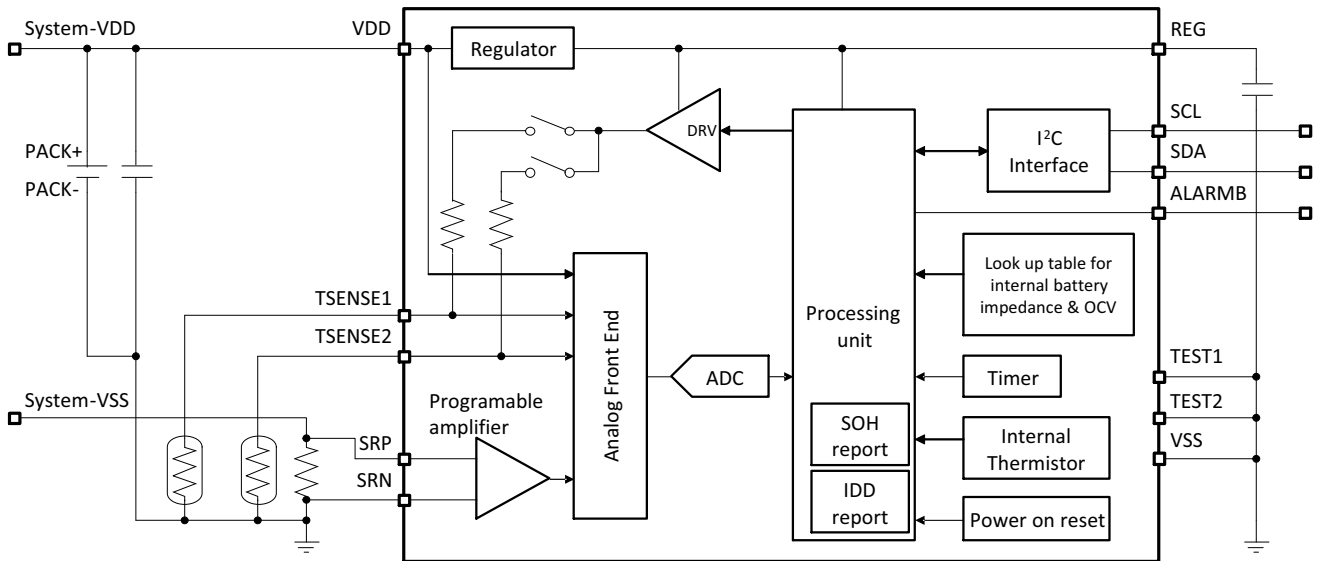 System-VDD
VDD
REG
Regulator
SCL
DRV
I²C
Interface
SDA
PACK+
PACK-
ALARMB
Look up table for
internal battery
impedance & OCV
TSENSE1
Processing
unit
TSENSE2
Analog Front End
TEST1
ADC
Timer
System-VSS
Programable
amplifier
TEST2
SOH
report
Internal
Thermistor
VSS
SRP
SRN
IDD
report
Power on reset